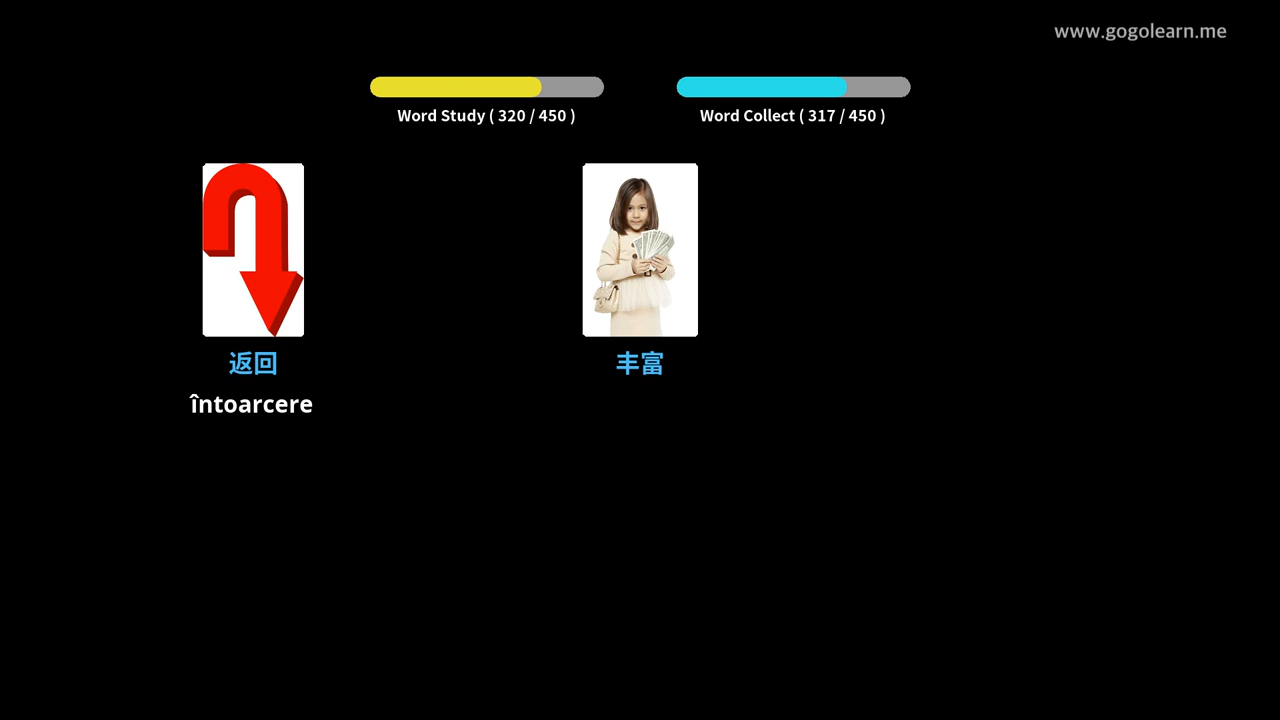 www.gogolearn.me
Word Study ( 320 / 450 )
Word Collect ( 317 / 450 )
返回
丰富
întoarcere